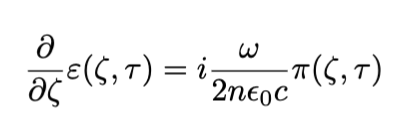 ∂/∂ζ ε(ζ, τ) = i ω/(2nϵ₀c) π(ζ, τ)